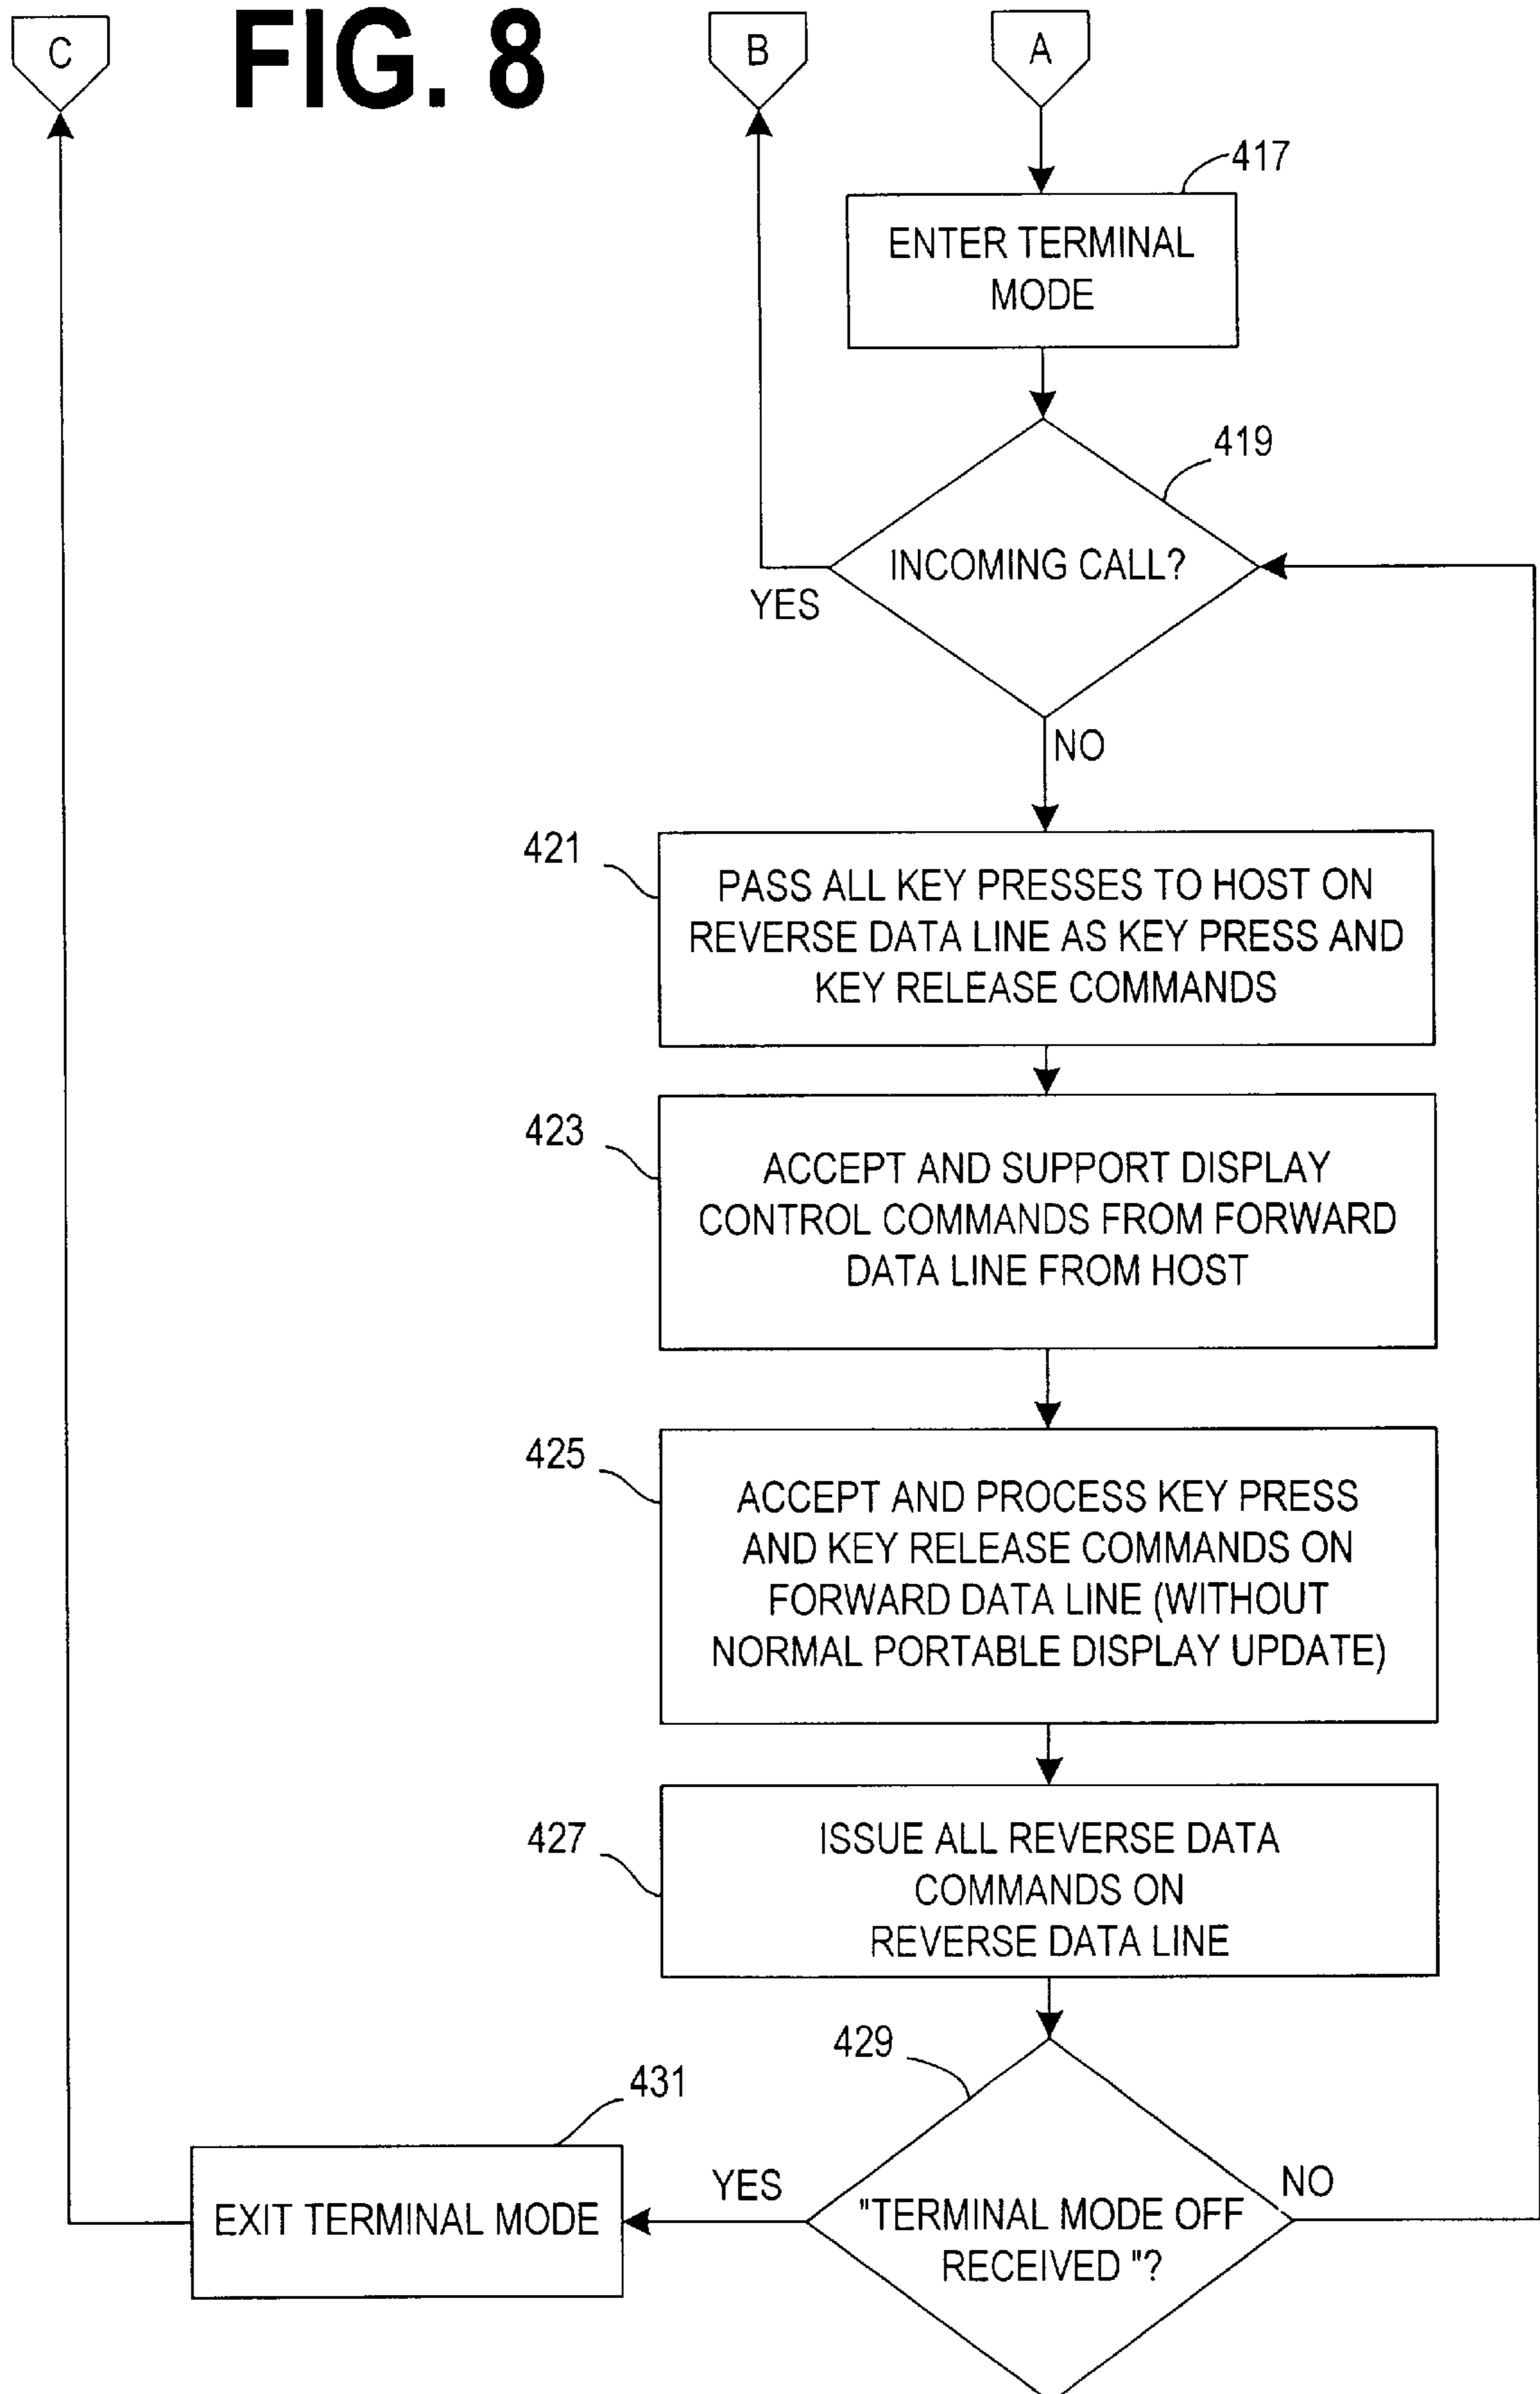 C
FIG. 8
B
A
417
ENTER TERMINAL
MODE
419
INCOMING CALL?
YES
NO
421
PASS ALL KEY PRESSES TO HOST ON
REVERSE DATA LINE AS KEY PRESS AND
KEY RELEASE COMMANDS
423
ACCEPT AND SUPPORT DISPLAY
CONTROL COMMANDS FROM FORWARD
DATA LINE FROM HOST
425
ACCEPT AND PROCESS KEY PRESS
AND KEY RELEASE COMMANDS ON
FORWARD DATA LINE (WITHOUT
NORMAL PORTABLE DISPLAY UPDATE)
427
ISSUE ALL REVERSE DATA
COMMANDS ON
REVERSE DATA LINE
429
431
EXIT TERMINAL MODE
YES
"TERMINAL MODE OFF
RECEIVED "?
NO